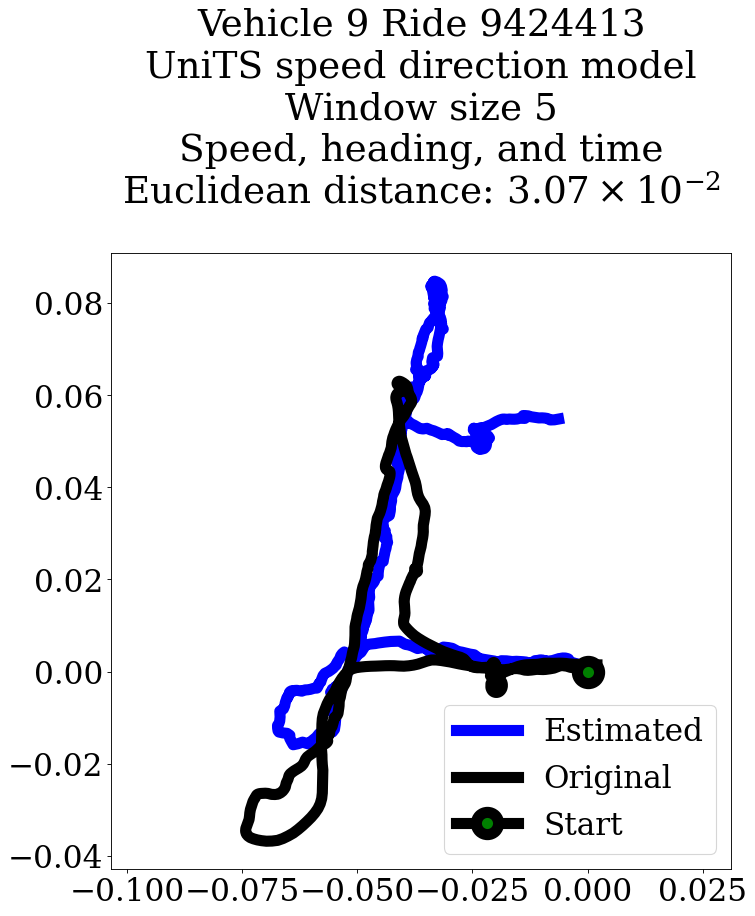 Vehicle 9 Ride 9424413
UniTS speed direction model
Window size 5
Speed, heading, and time
Euclidean distance: 3.07 × 10⁻²
0.08
0.06
0.04
0.02
0.00
−0.02
−0.04
−0.100 −0.075 −0.050 −0.025 0.000 0.025
Estimated
Original
Start